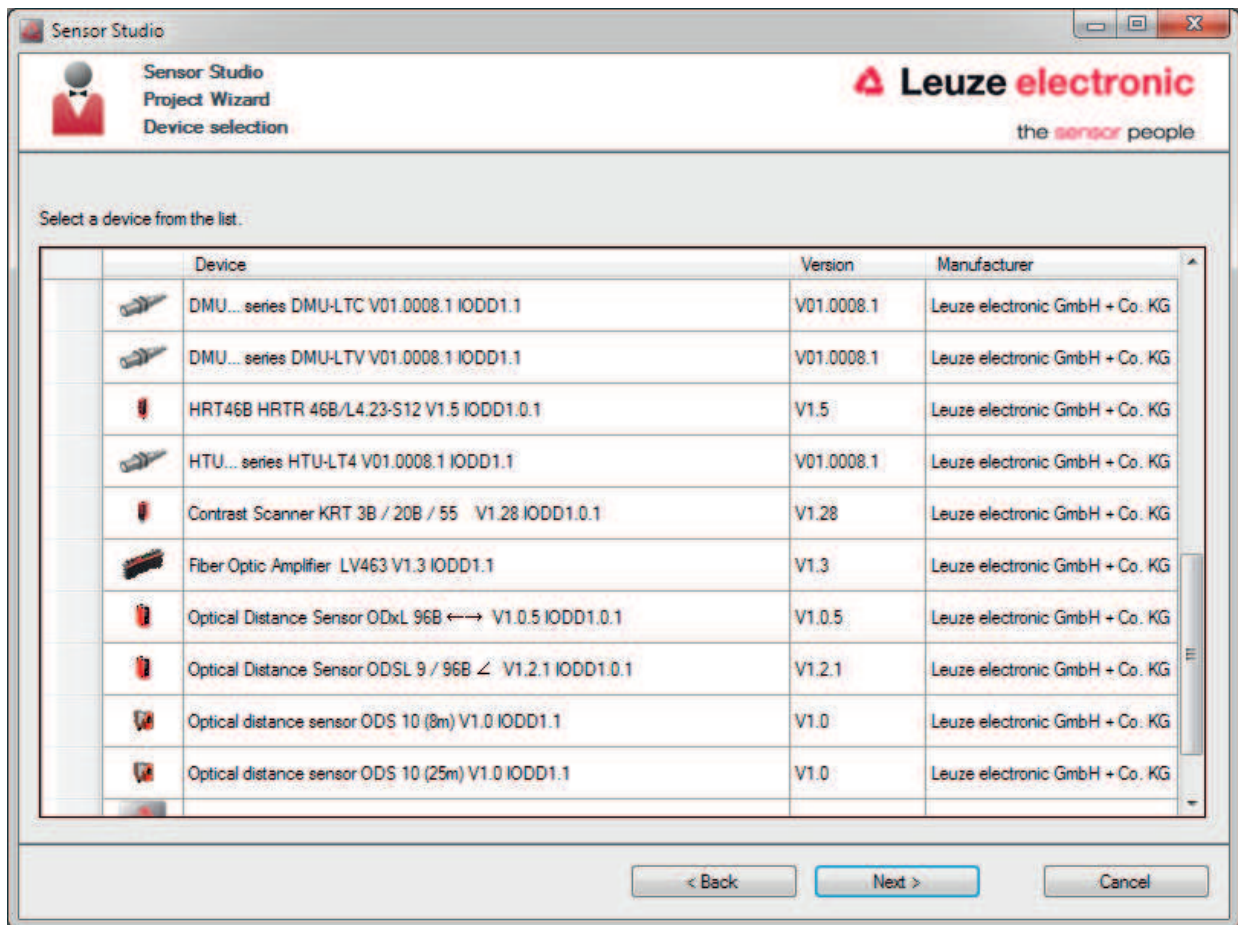 Sensor Studio
Sensor Studio
Project Wizard
Device selection
Leuze electronic
the sensor people
Select a device from the list.
Device Version Manufacturer
DMU... series DMU-LTC V01.0008.1 IODD1.1 V01.0008.1 Leuze electronic GmbH + Co. KG
DMU... series DMU-LTV V01.0008.1 IODD1.1 V01.0008.1 Leuze electronic GmbH + Co. KG
HRT46B HRTR 46B/L4.23-S12 V1.5 IODD1.0.1 V1.5 Leuze electronic GmbH + Co. KG
HTU... series HTU-LT4 V01.0008.1 IODD1.1 V01.0008.1 Leuze electronic GmbH + Co. KG
Contrast Scanner KRT 3B / 20B / 55 V1.28 IODD1.0.1 V1.28 Leuze electronic GmbH + Co. KG
Fiber Optic Amplifier LV463 V1.3 IODD1.1 V1.3 Leuze electronic GmbH + Co. KG
Optical Distance Sensor ODxL 96B ←→ V1.0.5 IODD1.0.1 V1.0.5 Leuze electronic GmbH + Co. KG
Optical Distance Sensor ODSL 9 / 96B ∠ V1.2.1 IODD1.0.1 V1.2.1 Leuze electronic GmbH + Co. KG
Optical distance sensor ODS 10 (8m) V1.0 IODD1.1 V1.0 Leuze electronic GmbH + Co. KG
Optical distance sensor ODS 10 (25m) V1.0 IODD1.1 V1.0 Leuze electronic GmbH + Co. KG
< Back Next > Cancel